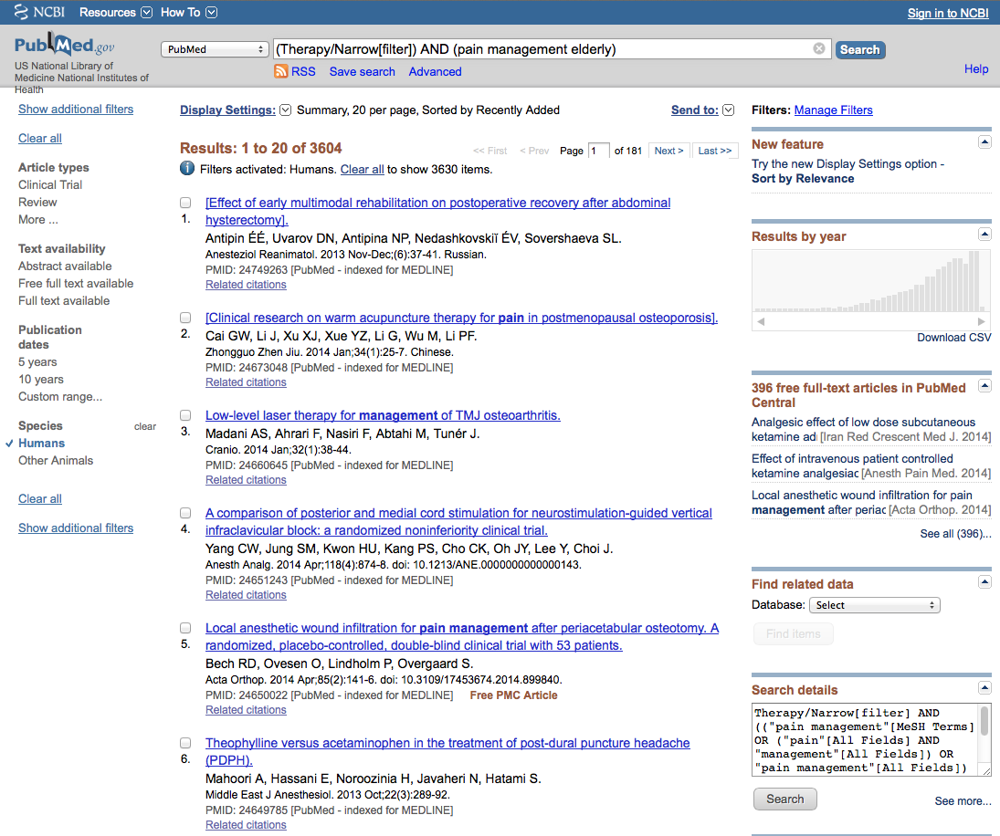 NCBI Resources How To Sign in to NCBI
PubMed.gov
US National Library of
Medicine National Institutes of
Health
PubMed
(Therapy/Narrow[filter]) AND (pain management elderly)
Search
RSS Save search Advanced
Help
Show additional filters
Clear all
Article types
Clinical Trial
Review
More ...
Text availability
Abstract available
Free full text available
Full text available
Publication
dates
5 years
10 years
Custom range...
Species clear
Humans
Other Animals
Clear all
Show additional filters
Display Settings: Summary, 20 per page, Sorted by Recently Added Send to:
Results: 1 to 20 of 3604
<< First < Prev Page 1 of 181 Next > Last >>
Filters activated: Humans. Clear all to show 3630 items.
[Effect of early multimodal rehabilitation on postoperative recovery after abdominal
1. hysterectomy].
Antipin ÉÉ, Uvarov DN, Antipina NP, Nedashkovskiĭ ÉV, Sovershaeva SL.
Anesteziol Reanimatol. 2013 Nov-Dec;(6):37-41. Russian.
PMID: 24749263 [PubMed - indexed for MEDLINE]
Related citations
[Clinical research on warm acupuncture therapy for pain in postmenopausal osteoporosis].
2. Cai GW, Li J, Xu XJ, Xue YZ, Li G, Wu M, Li PF.
Zhongguo Zhen Jiu. 2014 Jan;34(1):25-7. Chinese.
PMID: 24673048 [PubMed - indexed for MEDLINE]
Related citations
Low-level laser therapy for management of TMJ osteoarthritis.
3. Madani AS, Ahrari F, Nasiri F, Abtahi M, Tunér J.
Cranio. 2014 Jan;32(1):38-44.
PMID: 24660645 [PubMed - indexed for MEDLINE]
Related citations
A comparison of posterior and medial cord stimulation for neurostimulation-guided vertical
4. infraclavicular block: a randomized noninferiority clinical trial.
Yang CW, Jung SM, Kwon HU, Kang PS, Cho CK, Oh JY, Lee Y, Choi J.
Anesth Analg. 2014 Apr;118(4):874-8. doi: 10.1213/ANE.0000000000000143.
PMID: 24651243 [PubMed - indexed for MEDLINE]
Related citations
Local anesthetic wound infiltration for pain management after periacetabular osteotomy. A
5. randomized, placebo-controlled, double-blind clinical trial with 53 patients.
Bech RD, Ovesen O, Lindholm P, Overgaard S.
Acta Orthop. 2014 Apr;85(2):141-6. doi: 10.3109/17453674.2014.899840.
PMID: 24650022 [PubMed - indexed for MEDLINE] Free PMC Article
Related citations
Theophylline versus acetaminophen in the treatment of post-dural puncture headache
6. (PDPH).
Mahoori A, Hassani E, Noroozinia H, Javaheri N, Hatami S.
Middle East J Anesthesiol. 2013 Oct;22(3):289-92.
PMID: 24649785 [PubMed - indexed for MEDLINE]
Related citations
Filters: Manage Filters
New feature
Try the new Display Settings option -
Sort by Relevance
Results by year
Download CSV
396 free full-text articles in PubMed
Central
Analgesic effect of low dose subcutaneous
ketamine ad [Iran Red Crescent Med J. 2014]
Effect of intravenous patient controlled
ketamine analgesiac [Anesth Pain Med. 2014]
Local anesthetic wound infiltration for pain
management after periac [Acta Orthop. 2014]
See all (396)...
Find related data
Database: Select
Find items
Search details
Therapy/Narrow[filter] AND
(("pain management"[MeSH Terms]
OR ("pain"[All Fields] AND
"management"[All Fields]) OR
"pain management"[All Fields])
Search
See more...